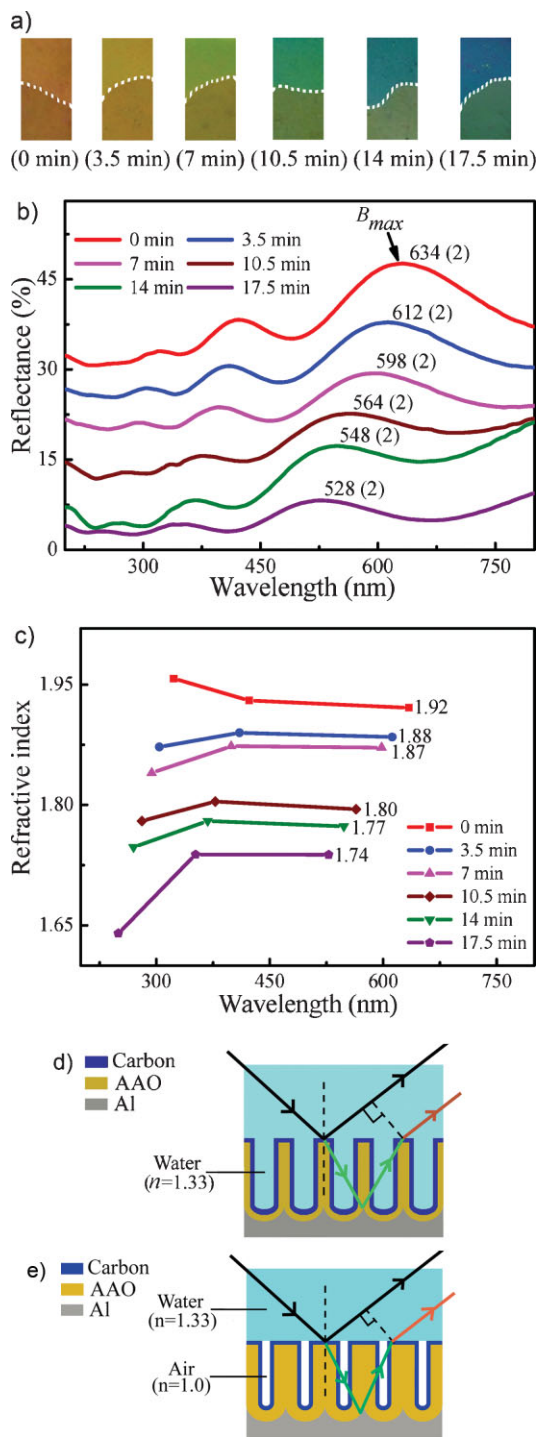 a)
(0 min) (3.5 min) (7 min) (10.5 min) (14 min) (17.5 min)
b)
Bmax
0 min 3.5 min
7 min 10.5 min
14 min 17.5 min
634 (2)
612 (2)
598 (2)
564 (2)
548 (2)
528 (2)
45
30
15
0
Reflectance (%)
300 450 600 750
Wavelength (nm)
c)
1.95
1.80
1.65
Refractive index
1.92
1.88
1.87
1.80
1.77
1.74
0 min
3.5 min
7 min
10.5 min
14 min
17.5 min
300 450 600 750
Wavelength (nm)
d)
Carbon
AAO
Al
Water
(n=1.33)
e)
Carbon
AAO
Al
Water
(n=1.33)
Air
(n=1.0)